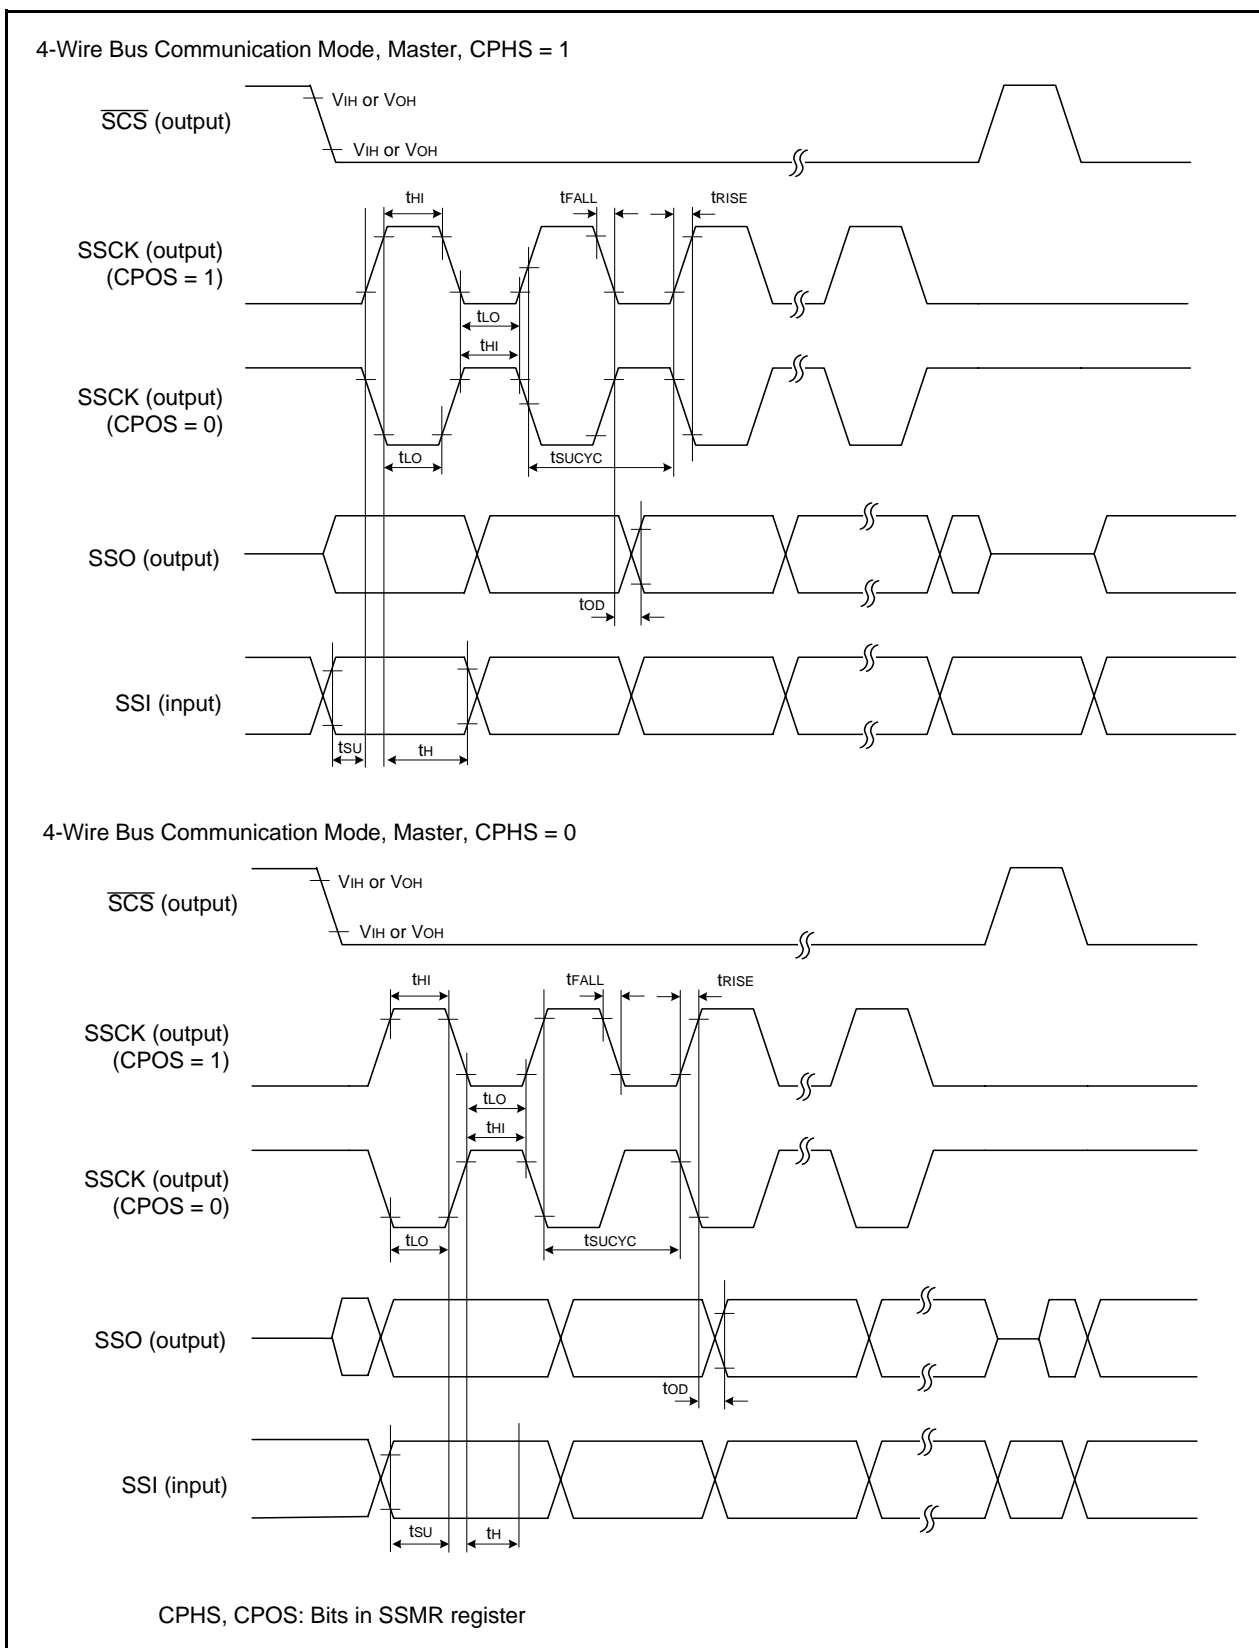 4-Wire Bus Communication Mode, Master, CPHS = 1
VIH or VOH
SCS (output)
VIH or VOH
tHI
tFALL
tRISE
SSCK (output)
(CPOS = 1)
tLO
tHI
SSCK (output)
(CPOS = 0)
tLO
tSUCYC
SSO (output)
tOD
SSI (input)
tSU
tH
4-Wire Bus Communication Mode, Master, CPHS = 0
VIH or VOH
SCS (output)
VIH or VOH
tHI
tFALL
tRISE
SSCK (output)
(CPOS = 1)
tLO
tHI
SSCK (output)
(CPOS = 0)
tLO
tSUCYC
SSO (output)
tOD
SSI (input)
tSU
tH
CPHS, CPOS: Bits in SSMR register